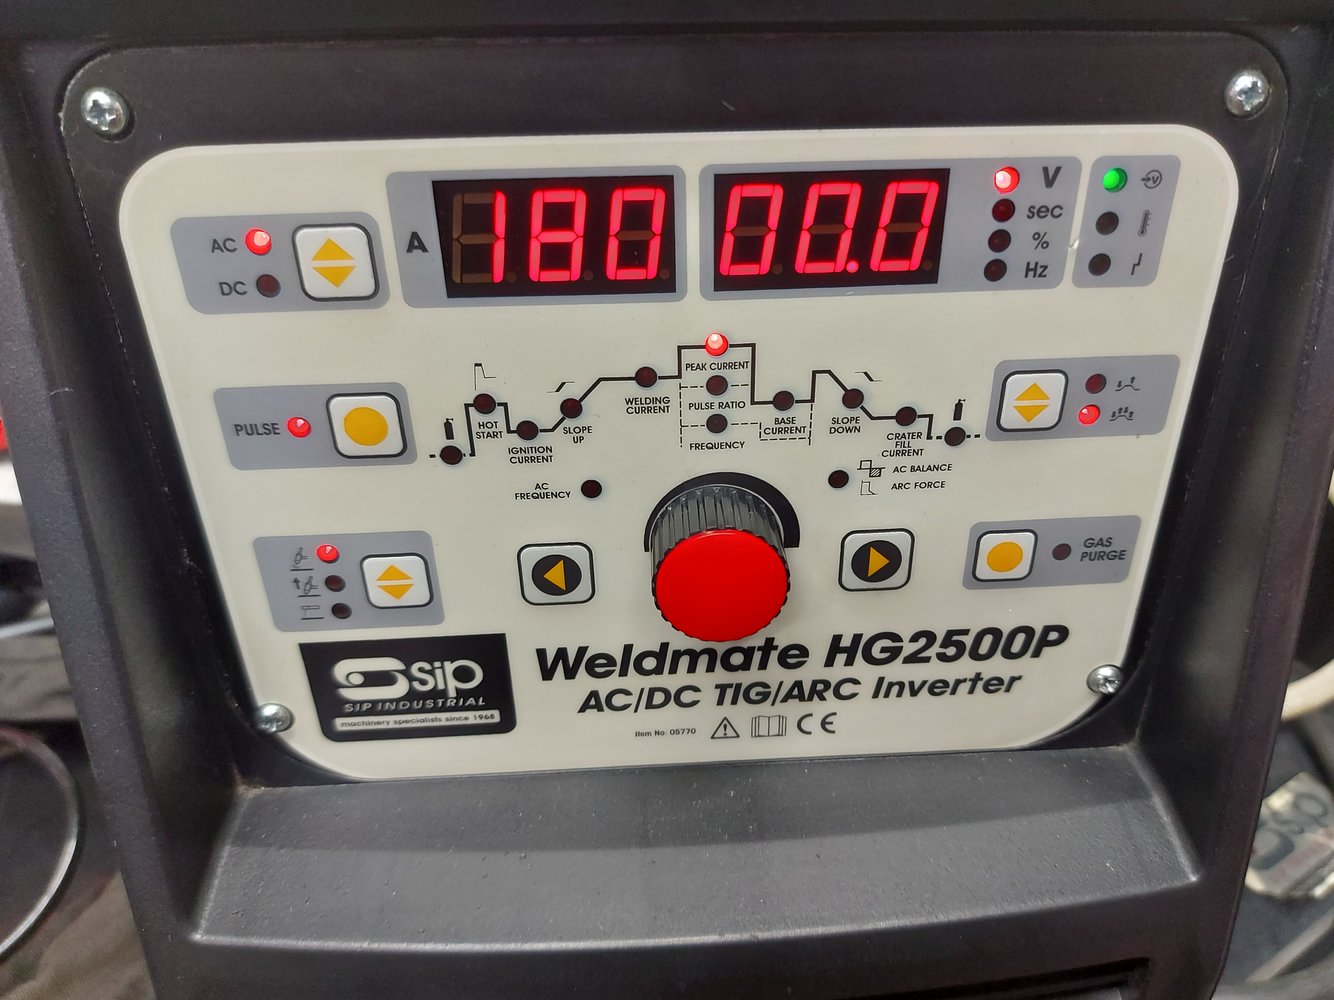 A
180
00.0
V
sec
%
Hz
AC
DC
PULSE
HOT
START
IGNITION
CURRENT
SLOPE
UP
WELDING
CURRENT
PEAK CURRENT
PULSE RATIO
FREQUENCY
BASE
CURRENT
SLOPE
DOWN
CRATER
FILL
CURRENT
AC
FREQUENCY
AC BALANCE
ARC FORCE
GAS
PURGE
Ssip
SIP INDUSTRIAL
machinery specialists since 1968
Weldmate HG2500P
AC/DC TIG/ARC Inverter
Item No: 05770
CE
sip